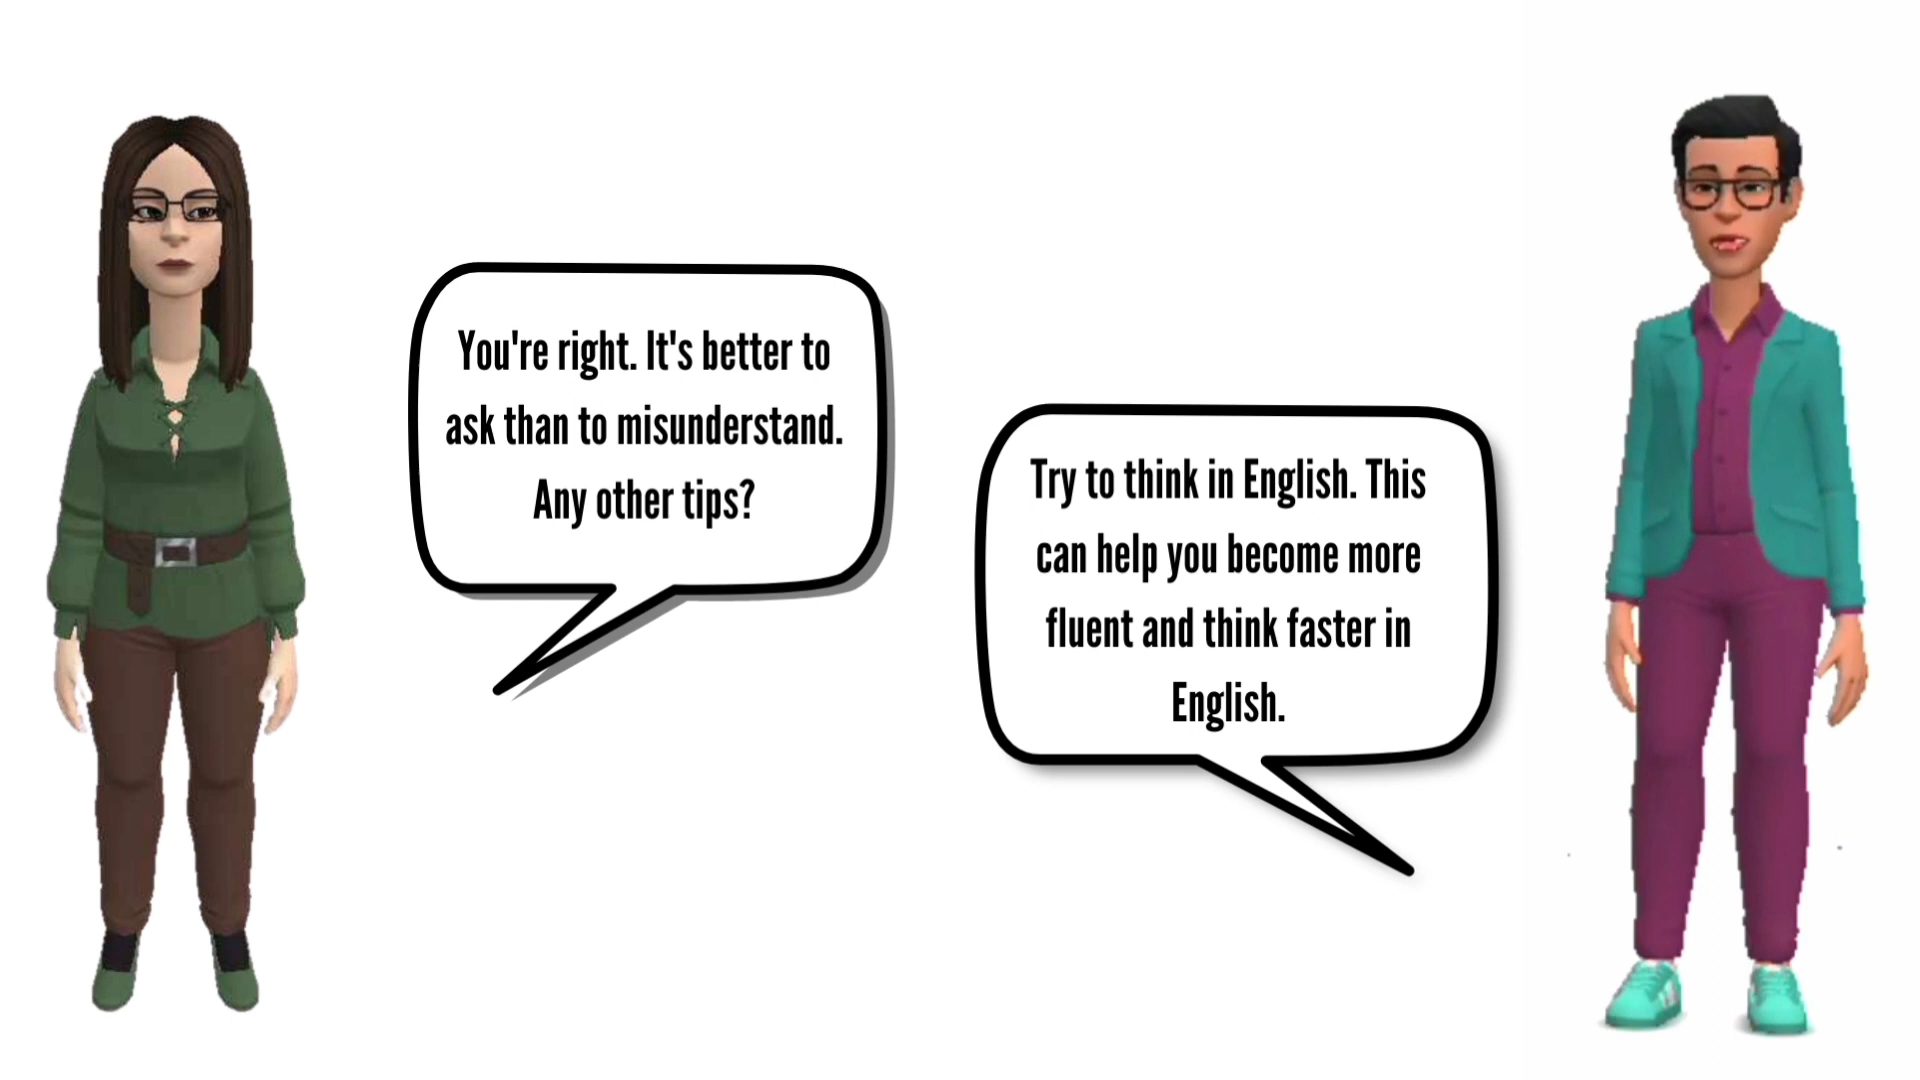 You're right. It's better to
ask than to misunderstand.
Any other tips?
Try to think in English. This
can help you become more
fluent and think faster in
English.